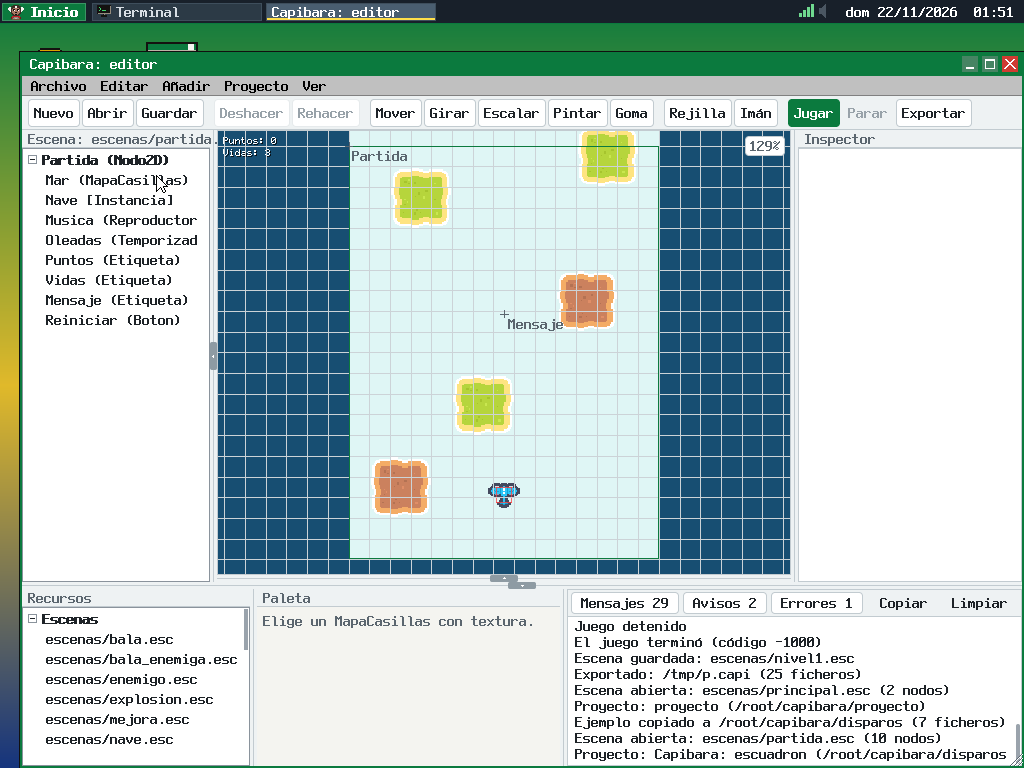 Inicio
Terminal
Capibara: editor
dom 22/11/2026 01:51
Capibara: editor
Archivo Editar Añadir Proyecto Ver
Nuevo Abrir Guardar Deshacer Rehacer Mover Girar Escalar Pintar Goma Rejilla Imán Jugar Parar Exportar
Escena: escenas/partida.
Partida (Nodo2D)
Mar (MapaCasillas)
Nave [Instancia]
Musica (Reproductor
Oleadas (Temporizad
Puntos (Etiqueta)
Vidas (Etiqueta)
Mensaje (Etiqueta)
Reiniciar (Boton)
Puntos: 0
Vidas: 3
Partida
129%
Mensaje
Inspector
Recursos
Escenas
escenas/bala.esc
escenas/bala_enemiga.esc
escenas/enemigo.esc
escenas/explosion.esc
escenas/mejora.esc
escenas/nave.esc
Paleta
Elige un MapaCasillas con textura.
Mensajes 29 Avisos 2 Errores 1 Copiar Limpiar
Juego detenido
El juego terminó (código -1000)
Escena guardada: escenas/nivel1.esc
Exportado: /tmp/p.capi (25 ficheros)
Escena abierta: escenas/principal.esc (2 nodos)
Proyecto: proyecto (/root/capibara/proyecto)
Ejemplo copiado a /root/capibara/disparos (7 ficheros)
Escena abierta: escenas/partida.esc (10 nodos)
Proyecto: Capibara: escuadron (/root/capibara/disparos